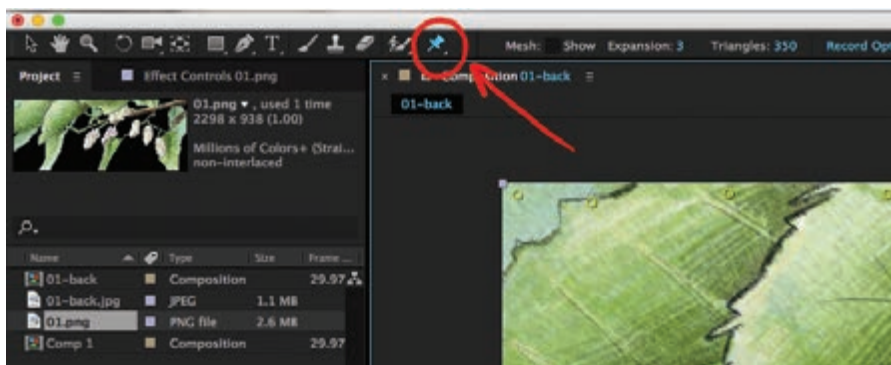 Mesh: Show Expansion: 3 Triangles: 350 Record Op
Project Effect Controls 01.png
Composition 01-back
01-back
01.png , used 1 time
2298 x 938 (1.00)
Millions of Colors+ (Strai...
non-interlaced
Name Type Size Frame ...
01-back Composition 29.97
01-back.jpg JPEG 1.1 MB
01.png PNG file 2.6 MB
Comp 1 Composition 29.97